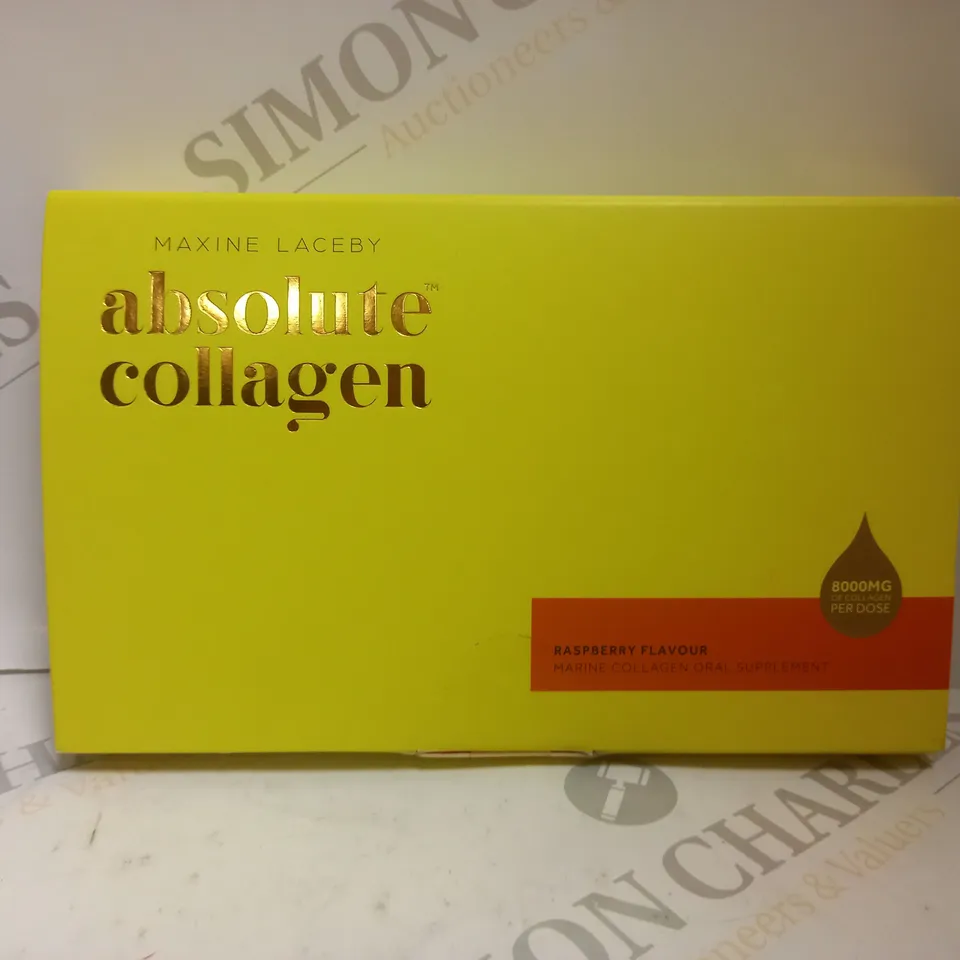 SIMON C
Auctioneers &
MAXINE LACEBY
absolute™
collagen
8000MG
OF COLLAGEN
PER DOSE
RASPBERRY FLAVOUR
MARINE COLLAGEN ORAL SUPPLEMENT
SIMON CHAR
Auctioneers & Valuers